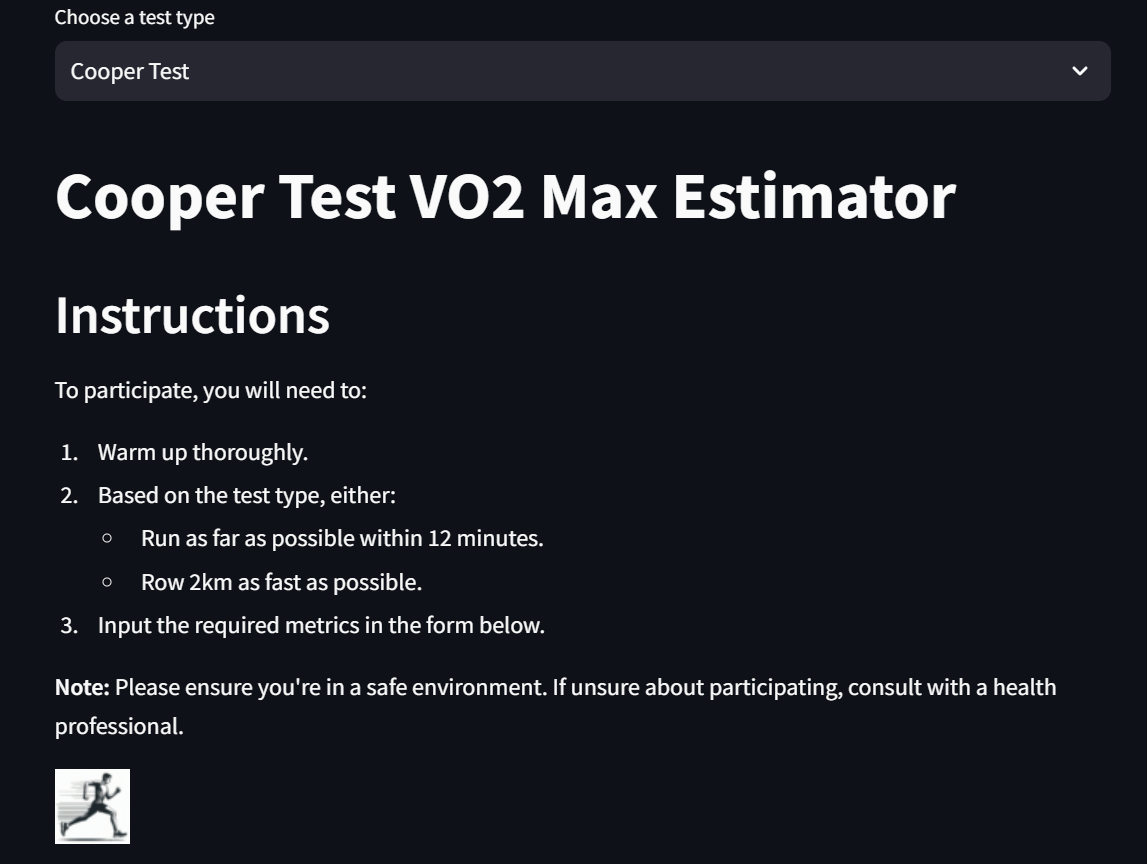 Choose a test type
Cooper Test
Cooper Test VO2 Max Estimator
Instructions
To participate, you will need to:
1. Warm up thoroughly.
2. Based on the test type, either:
○ Run as far as possible within 12 minutes.
○ Row 2km as fast as possible.
3. Input the required metrics in the form below.
Note: Please ensure you're in a safe environment. If unsure about participating, consult with a health
professional.